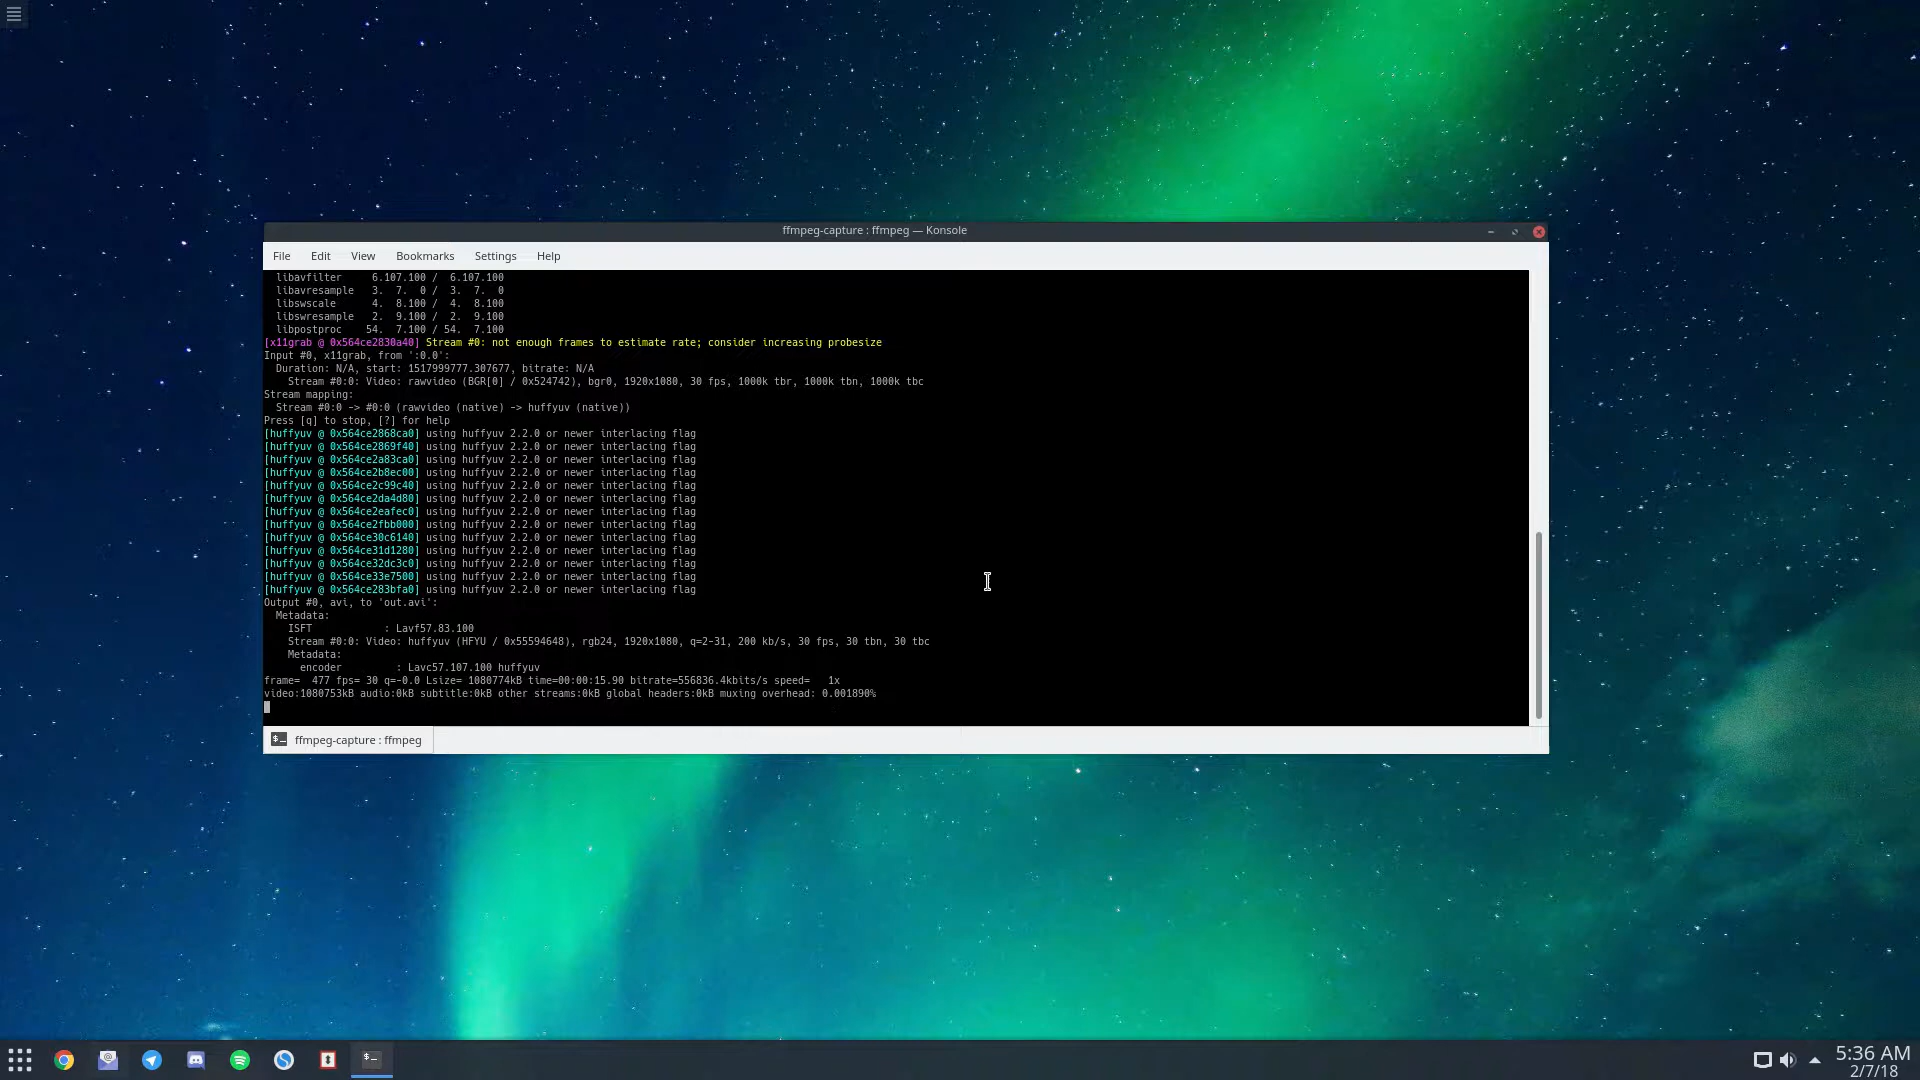 ffmpeg-capture : ffmpeg — Konsole
File Edit View Bookmarks Settings Help
libavfilter 6.107.100 / 6.107.100
libavresample 3. 7. 0 / 3. 7. 0
libswscale 4. 8.100 / 4. 8.100
libswresample 2. 9.100 / 2. 9.100
libpostproc 54. 7.100 / 54. 7.100
[x11grab @ 0x564ce2830a40] Stream #0: not enough frames to estimate rate; consider increasing probesize
Input #0, x11grab, from ':0.0':
Duration: N/A, start: 1517999777.307677, bitrate: N/A
Stream #0:0: Video: rawvideo (BGR[0] / 0x524742), bgr0, 1920x1080, 30 fps, 1000k tbr, 1000k tbn, 1000k tbc
Stream mapping:
Stream #0:0 -> #0:0 (rawvideo (native) -> huffyuv (native))
Press [q] to stop, [?] for help
[huffyuv @ 0x564ce2868ca0] using huffyuv 2.2.0 or newer interlacing flag
[huffyuv @ 0x564ce2869f40] using huffyuv 2.2.0 or newer interlacing flag
[huffyuv @ 0x564ce2a83ca0] using huffyuv 2.2.0 or newer interlacing flag
[huffyuv @ 0x564ce2b8ec00] using huffyuv 2.2.0 or newer interlacing flag
[huffyuv @ 0x564ce2c99c40] using huffyuv 2.2.0 or newer interlacing flag
[huffyuv @ 0x564ce2da4d80] using huffyuv 2.2.0 or newer interlacing flag
[huffyuv @ 0x564ce2eafec0] using huffyuv 2.2.0 or newer interlacing flag
[huffyuv @ 0x564ce2fbb000] using huffyuv 2.2.0 or newer interlacing flag
[huffyuv @ 0x564ce30c6140] using huffyuv 2.2.0 or newer interlacing flag
[huffyuv @ 0x564ce31d1280] using huffyuv 2.2.0 or newer interlacing flag
[huffyuv @ 0x564ce32dc3c0] using huffyuv 2.2.0 or newer interlacing flag
[huffyuv @ 0x564ce33e7500] using huffyuv 2.2.0 or newer interlacing flag
[huffyuv @ 0x564ce283bfa0] using huffyuv 2.2.0 or newer interlacing flag
Output #0, avi, to 'out.avi':
Metadata:
ISFT : Lavf57.83.100
Stream #0:0: Video: huffyuv (HFYU / 0x55594648), rgb24, 1920x1080, q=2-31, 200 kb/s, 30 fps, 30 tbn, 30 tbc
Metadata:
encoder : Lavc57.107.100 huffyuv
frame= 477 fps= 30 q=-0.0 Lsize= 1080774kB time=00:00:15.90 bitrate=556836.4kbits/s speed= 1x
video:1080753kB audio:0kB subtitle:0kB other streams:0kB global headers:0kB muxing overhead: 0.001890%
ffmpeg-capture : ffmpeg
5:36 AM
2/7/18